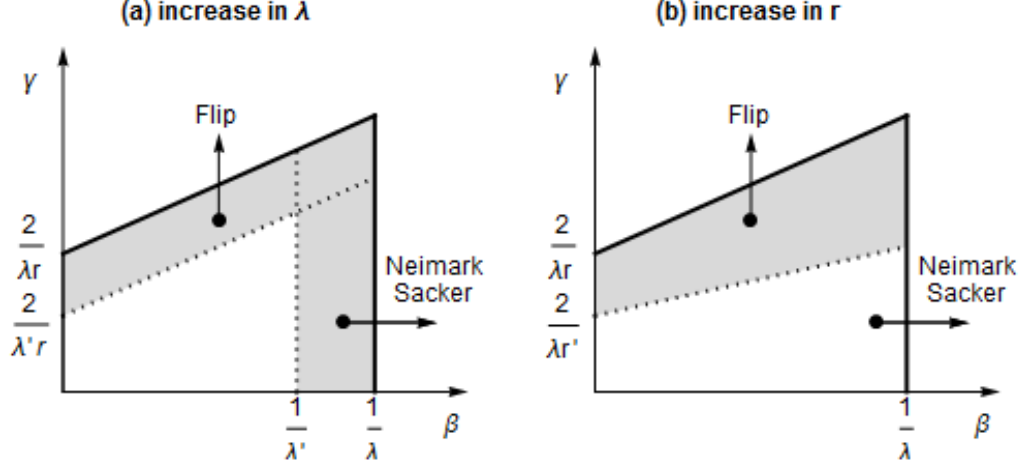 (a) increase in λ
γ
Flip
2
λr
2
λ'r
Neimark
Sacker
1
λ'
1
λ
β
(b) increase in r
γ
Flip
2
λr
2
λr'
Neimark
Sacker
1
λ
β